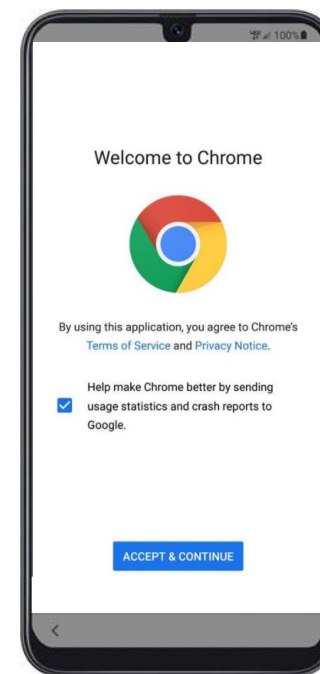 100%
Welcome to Chrome
By using this application, you agree to Chrome's
Terms of Service and Privacy Notice.
Help make Chrome better by sending
usage statistics and crash reports to
Google.
ACCEPT & CONTINUE